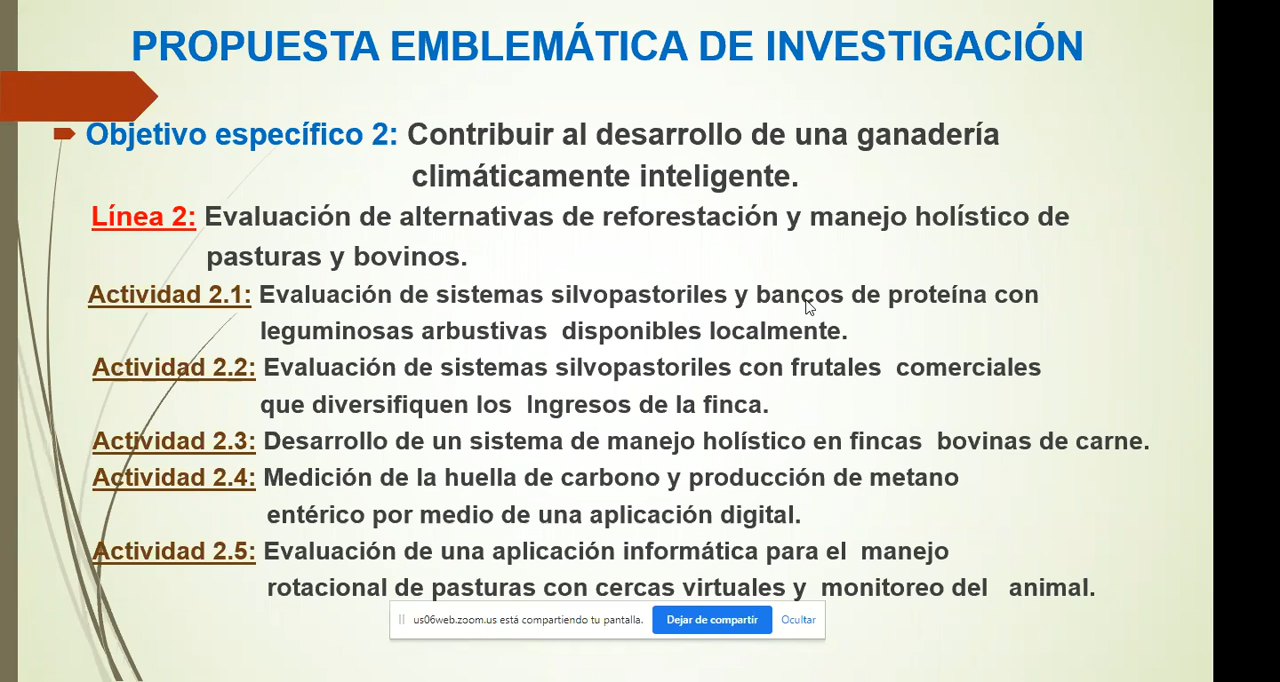 PROPUESTA EMBLEMÁTICA DE INVESTIGACIÓN
Objetivo específico 2: Contribuir al desarrollo de una ganadería
climáticamente inteligente.
Línea 2: Evaluación de alternativas de reforestación y manejo holístico de
pasturas y bovinos.
Actividad 2.1: Evaluación de sistemas silvopastoriles y bancos de proteína con
leguminosas arbustivas disponibles localmente.
Actividad 2.2: Evaluación de sistemas silvopastoriles con frutales comerciales
que diversifiquen los Ingresos de la finca.
Actividad 2.3: Desarrollo de un sistema de manejo holístico en fincas bovinas de carne.
Actividad 2.4: Medición de la huella de carbono y producción de metano
entérico por medio de una aplicación digital.
Actividad 2.5: Evaluación de una aplicación informática para el manejo
rotacional de pasturas con cercas virtuales y monitoreo del animal.
us06web.zoom.us está compartiendo tu pantalla. Dejar de compartir Ocultar